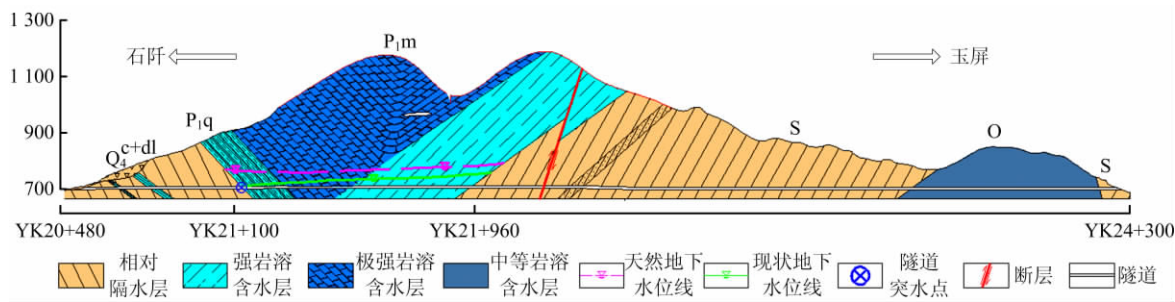 1 300
石阡
P₁m
玉屏
1 100
900
P₁q
S
O
Q₄ᶜ⁺ᵈˡ
S
700
YK20+480
YK21+100
YK21+960
YK24+300
相对
隔水层
强岩溶
含水层
极强岩溶
含水层
中等岩溶
含水层
天然地下
水位线
现状地下
水位线
隧道
突水点
断层
隧道